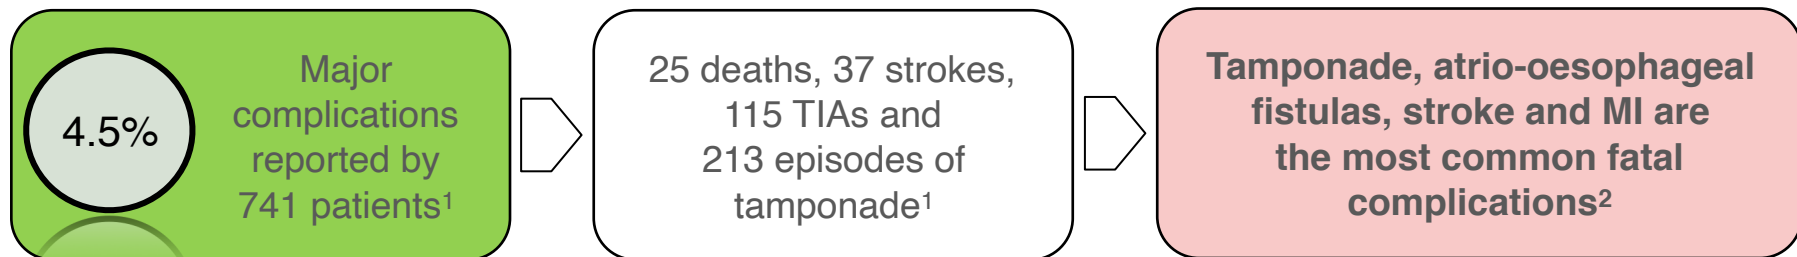 4.5%
Major
complications
reported by
741 patients¹
25 deaths, 37 strokes,
115 TIAs and
213 episodes of
tamponade¹
Tamponade, atrio-oesophageal
fistulas, stroke and MI are
the most common fatal
complications²